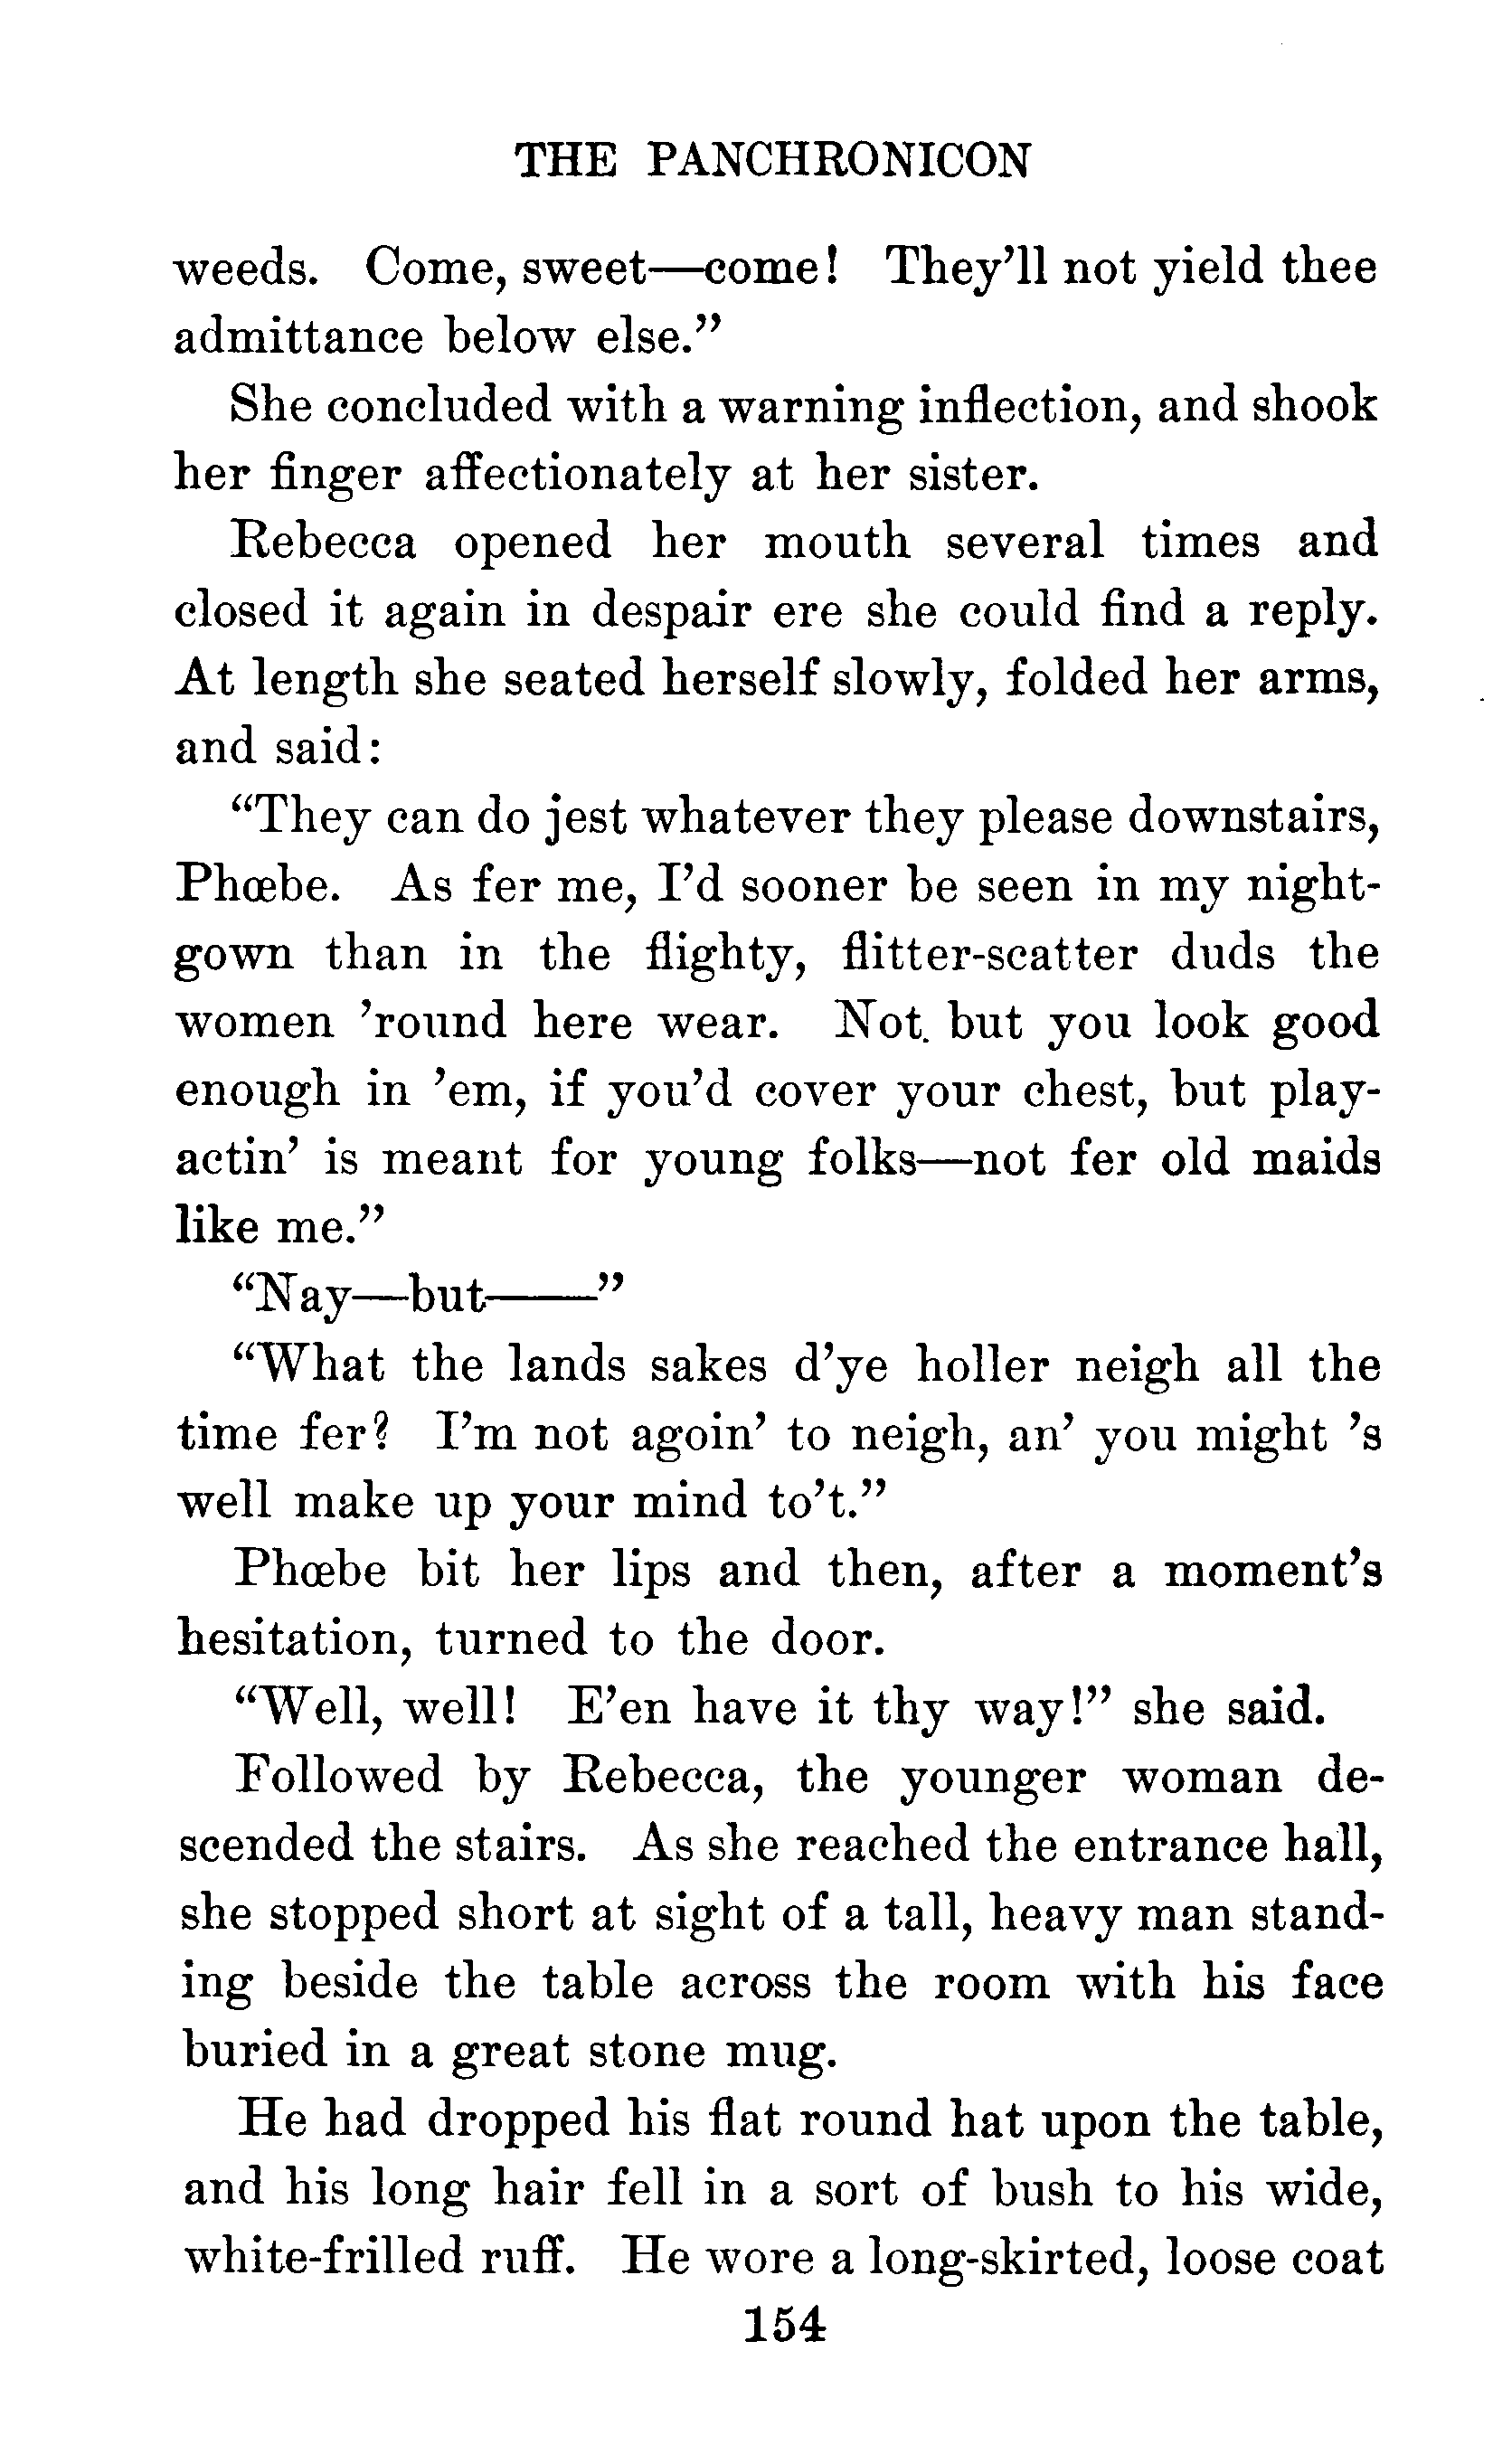 THE PANCHRONICON
weeds. Come, sweet—come! They'll not yield thee
admittance below else.”
She concluded with a warning inflection, and shook
her finger affectionately at her sister.
Rebecca opened her mouth several times and
closed it again in despair ere she could find a reply.
At length she seated herself slowly, folded her arms,
and said:
“They can do jest whatever they please downstairs,
Phœbe. As fer me, I'd sooner be seen in my night-
gown than in the flighty, flitter-scatter duds the
women 'round here wear. Not. but you look good
enough in 'em, if you'd cover your chest, but play-
actin' is meant for young folks—not fer old maids
like me.”
“Nay—but——”
“What the lands sakes d'ye holler neigh all the
time fer? I'm not agoin' to neigh, an' you might 's
well make up your mind to't.”
Phœbe bit her lips and then, after a moment's
hesitation, turned to the door.
“Well, well! E'en have it thy way!” she said.
Followed by Rebecca, the younger woman de-
scended the stairs. As she reached the entrance hall,
she stopped short at sight of a tall, heavy man stand-
ing beside the table across the room with his face
buried in a great stone mug.
He had dropped his flat round hat upon the table,
and his long hair fell in a sort of bush to his wide,
white-frilled ruff. He wore a long-skirted, loose coat
154